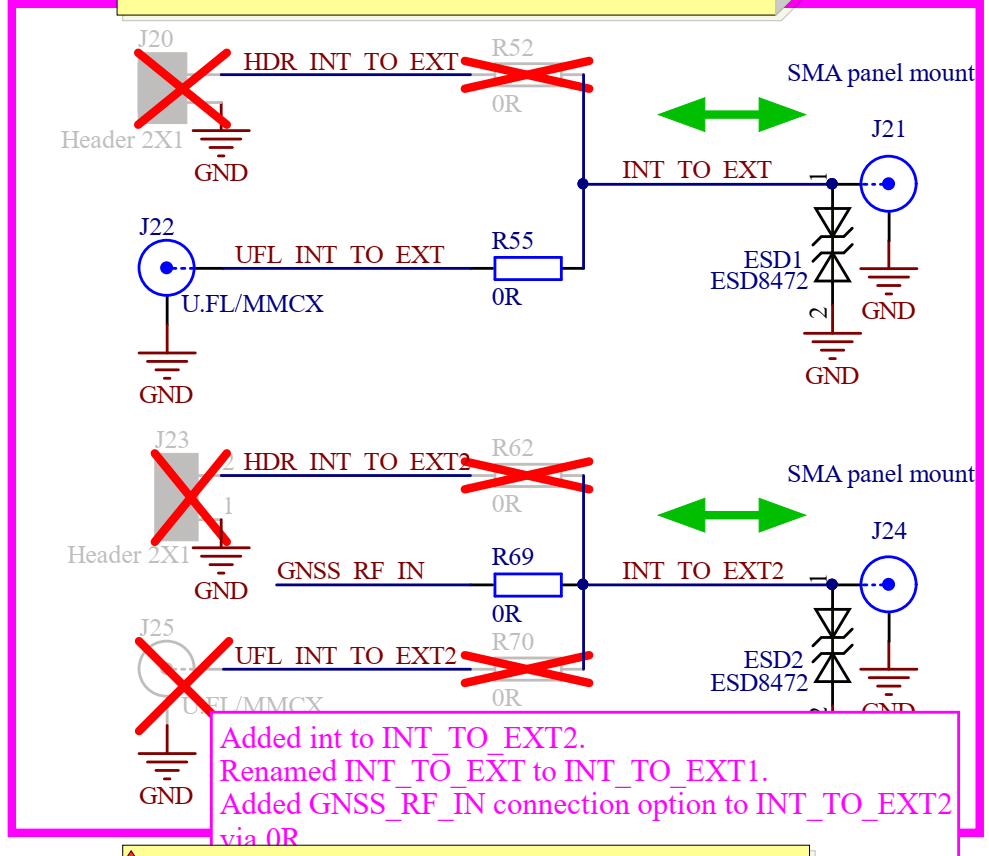 J20
HDR_INT_TO_EXT
R52
0R
Header 2X1
GND
SMA panel mount
J21
INT_TO_EXT
1
J22
UFL_INT_TO_EXT
R55
0R
U.FL/MMCX
GND
ESD1
ESD8472
2
GND
GND
J23
2
HDR_INT_TO_EXT2
R62
0R
1
Header 2X1
GND
SMA panel mount
J24
GNSS_RF_IN
R69
0R
INT_TO_EXT2
1
J25
UFL_INT_TO_EXT2
R70
0R
U.FL/MMCX
GND
ESD2
ESD8472
2
GND
Added int to INT_TO_EXT2.
Renamed INT_TO_EXT to INT_TO_EXT1.
Added GNSS_RF_IN connection option to INT_TO_EXT2
via 0R